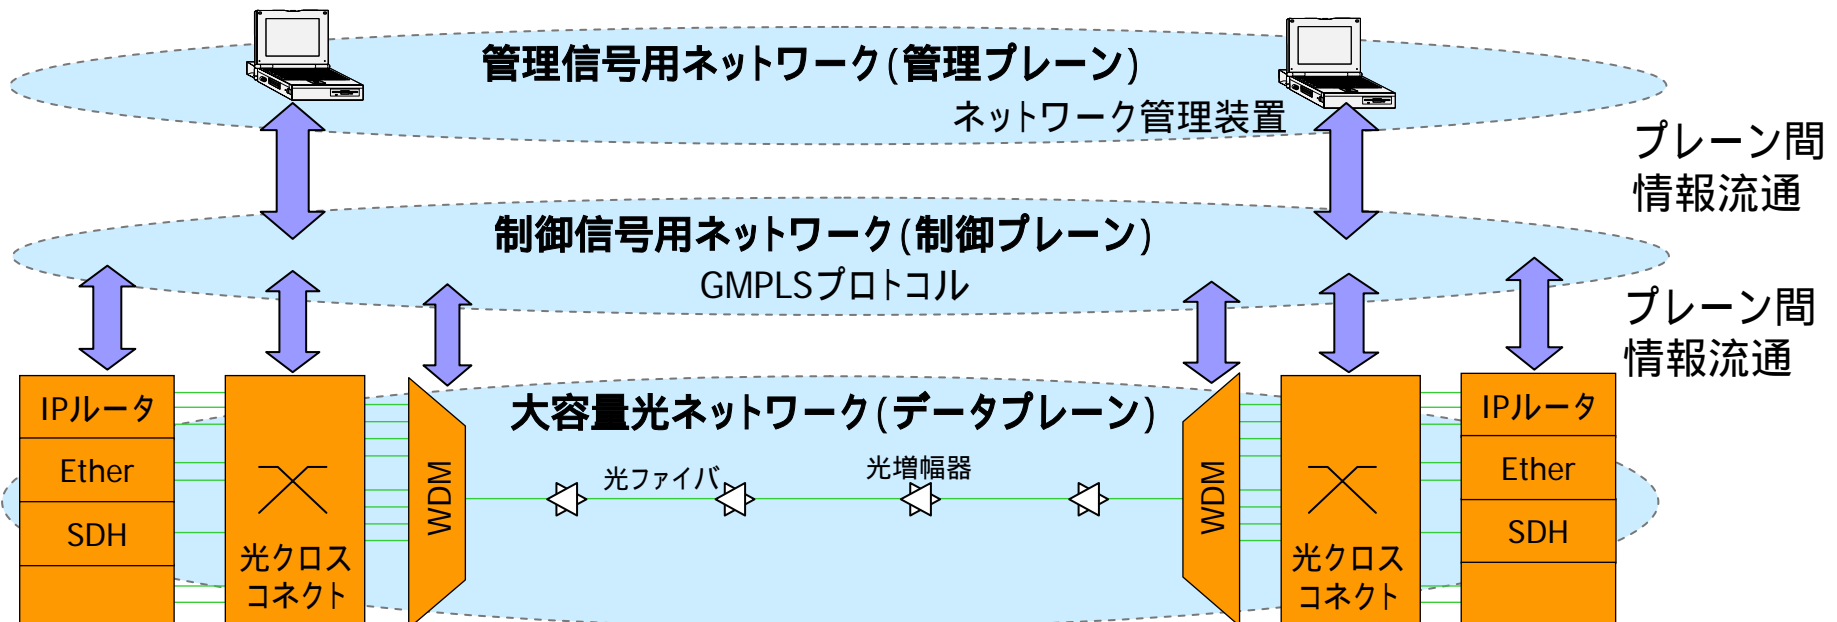 管理信号用ネットワーク(管理プレーン)
ネットワーク管理装置
プレーン間
情報流通
制御信号用ネットワーク(制御プレーン)
GMPLSプロトコル
プレーン間
情報流通
大容量光ネットワーク(データプレーン)
IPルータ
Ether
SDH
光クロス
コネクト
WDM
光ファイバ
光増幅器
WDM
光クロス
コネクト
IPルータ
Ether
SDH